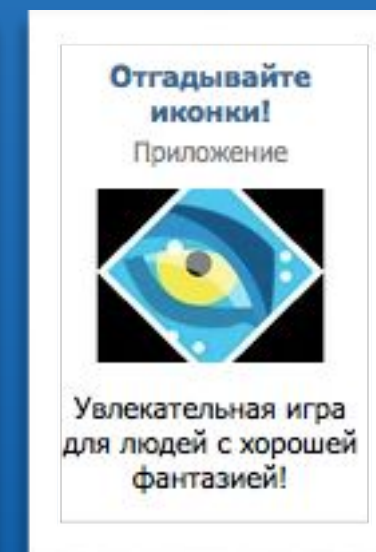 Отгадывайте
иконки!
Приложение
Увлекательная игра
для людей с хорошей
фантазией!